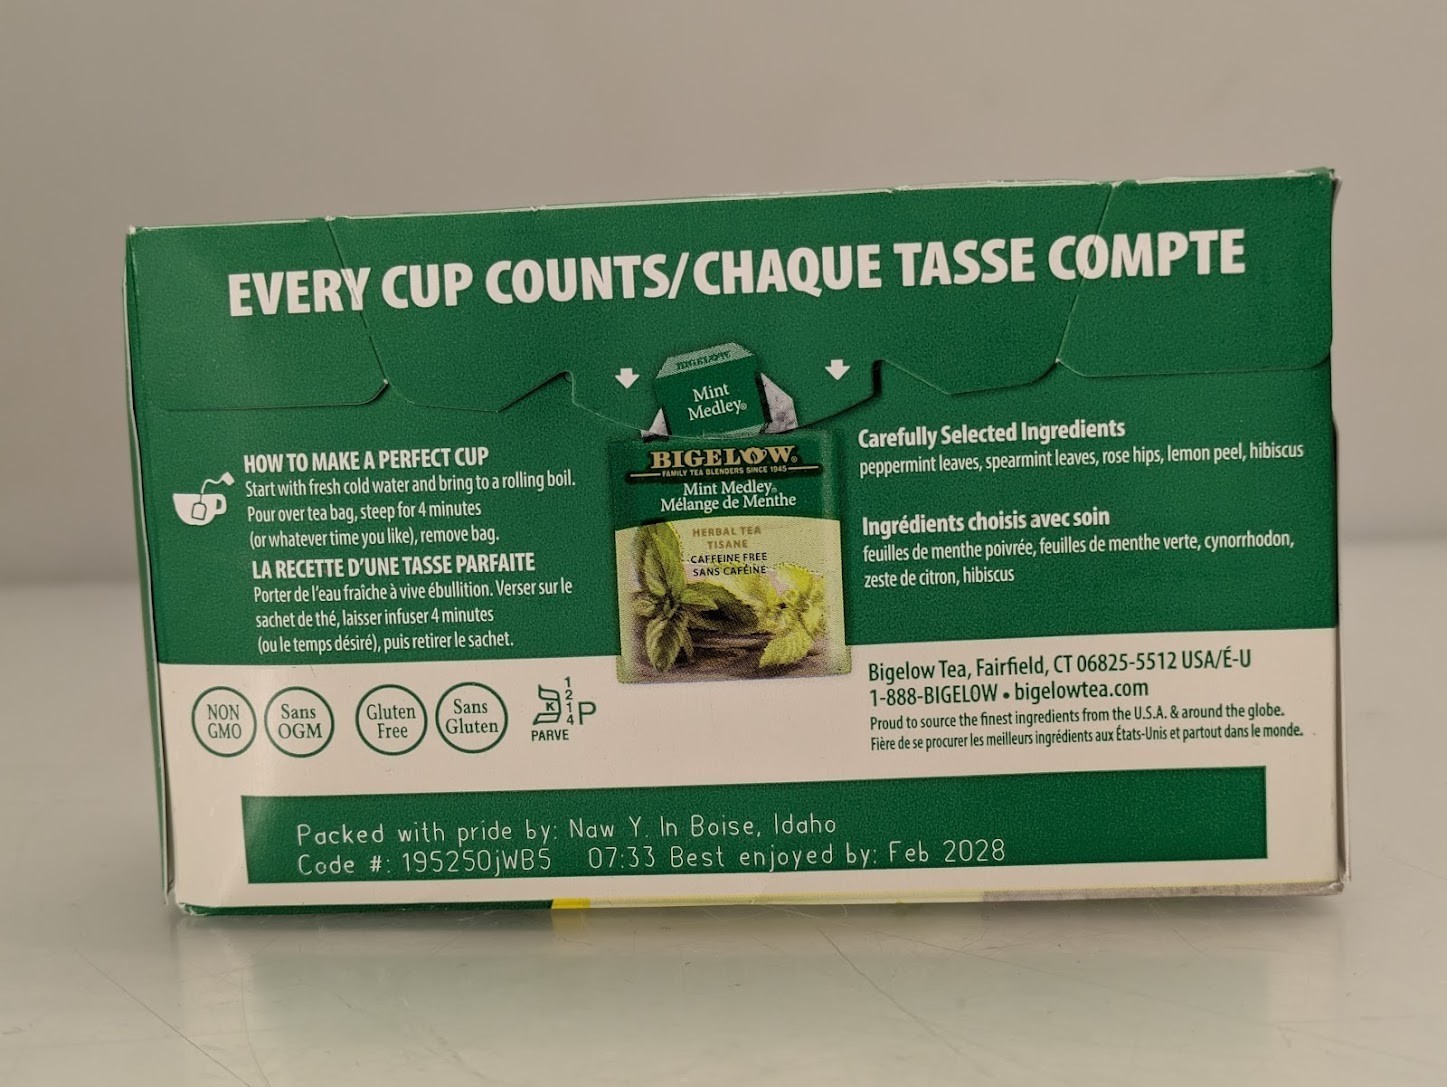 EVERY CUP COUNTS/CHAQUE TASSE COMPTE
BIGELOW
Mint
Medley®
HOW TO MAKE A PERFECT CUP
Start with fresh cold water and bring to a rolling boil.
Pour over tea bag, steep for 4 minutes
(or whatever time you like), remove bag.
LA RECETTE D'UNE TASSE PARFAITE
Porter de l'eau fraîche à vive ébullition. Verser sur le
sachet de thé, laisser infuser 4 minutes
(ou le temps désiré), puis retirer le sachet.
BIGELOW®
FAMILY TEA BLENDERS SINCE 1945
Mint Medley®
Mélange de Menthe
HERBAL TEA
TISANE
CAFFEINE FREE
SANS CAFÉINE
Carefully Selected Ingredients
peppermint leaves, spearmint leaves, rose hips, lemon peel, hibiscus
Ingrédients choisis avec soin
feuilles de menthe poivrée, feuilles de menthe verte, cynorrhodon,
zeste de citron, hibiscus
NON
GMO
Sans
OGM
Gluten
Free
Sans
Gluten
K
1
2
1
4
P
PARVE
Bigelow Tea, Fairfield, CT 06825-5512 USA/É-U
1-888-BIGELOW • bigelowtea.com
Proud to source the finest ingredients from the U.S.A. & around the globe.
Fière de se procurer les meilleurs ingrédients aux États-Unis et partout dans le monde.
Packed with pride by: Naw Y. In Boise, Idaho
Code #: 195250jWB5 07:33 Best enjoyed by: Feb 2028